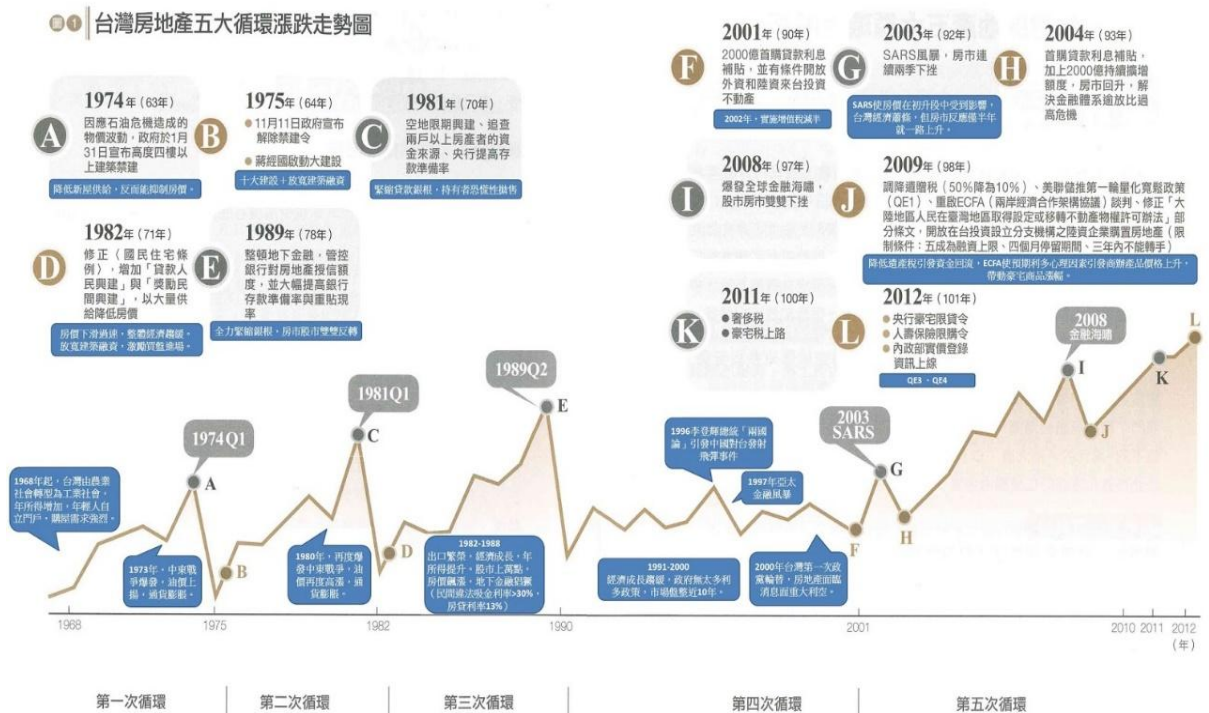 圖1 台灣房地產五大循環漲跌走勢圖
A
1974年(63年)
因應石油危機造成的
物價波動，政府於1月
31日宣布高度四樓以
上建築禁建
降低新屋供給，反而能抑制房價。
B
1975年(64年)
●11月11日政府宣布
解除禁建令
●蔣經國啟動大建設
十大建設+放寬建築融資
C
1981年(70年)
空地限期興建、追查
兩戶以上房產者的資
金來源、央行提高存
款準備率
緊縮貸款銀根，持有者恐慌性拋售
D
1982年(71年)
修正（國民住宅條
例），增加「貸款人
民興建」與「獎勵民
間興建」，以大量供
給降低房價
房價下滑過速，整體經濟趨緩。
放寬建築融資，激勵買盤進場。
E
1989年(78年)
整頓地下金融，管控
銀行對房地產授信額
度，並大幅提高銀行
存款準備率與重貼現
率
全力緊縮銀根、房市股市雙雙反轉
F
2001年(90年)
2000億首購貸款利息
補貼，並有條件開放
外資和陸資來台投資
不動產
2002年，實施增值稅減半
G
2003年(92年)
SARS風暴，房市連
續兩季下挫
SARS使房價在初升段中受到影響，
台灣經濟蕭條，但房市反應僅半年
就一路上升。
H
2004年(93年)
首購貸款利息補貼，
加上2000億持續擴增
額度，房市回升，解
決金融體系逾放比過
高危機
I
2008年(97年)
爆發全球金融海嘯，
股市房市雙雙下挫
J
2009年(98年)
調降遺贈稅（50%降為10%）、美聯儲推第一輪量化寬鬆政策
（QE1）、重啟ECFA（兩岸經濟合作架構協議）談判、修正「大
陸地區人民在臺灣地區取得設定或移轉不動產物權許可辦法」部
分條文，開放在台投資設立分支機構之陸資企業購置房地產（限
制條件：五成為融資上限、四個月停留期間、三年內不能轉手）
降低遺產稅引發資金回流，ECFA使預期利多心理因素引發商辦產品價格上升，
帶動豪宅商品漲幅。
K
2011年(100年)
●奢侈稅
●豪宅稅上路
L
2012年(101年)
●央行豪宅限貸令
●人壽保險限購令
●內政部實價登錄
資訊上線
QE3、QE4
1974Q1
A
1981Q1
C
1989Q2
E
2003
SARS
G
2008
金融海嘯
I
L
K
J
B
D
F
H
1968年起，台灣由農業
社會轉型為工業社會，
年所得增加，年輕人自
立門戶，購屋需求強烈。
1973年，中東戰
爭爆發，油價上
揚，通貨膨脹。
1980年，再度爆
發中東戰爭，油
價再度高漲，通
貨膨脹。
1982-1988
出口繁榮，經濟成長，年
所得提升，股市上萬點，
房價飆漲，地下金融猖獗
（民間違法吸金利率>30%，
房貸利率13%）
1996李登輝總統「兩國
論」引發中國對台發射
飛彈事件
1997年亞太
金融風暴
1991-2000
經濟成長趨緩，政府無太多利
多政策，市場盤整近10年。
2000年台灣第一次政
黨輪替，房地產面臨
消息面重大利空。
1968 1975 1982 1990 2001 2010 2011 2012
（年）
第一次循環 第二次循環 第三次循環 第四次循環 第五次循環